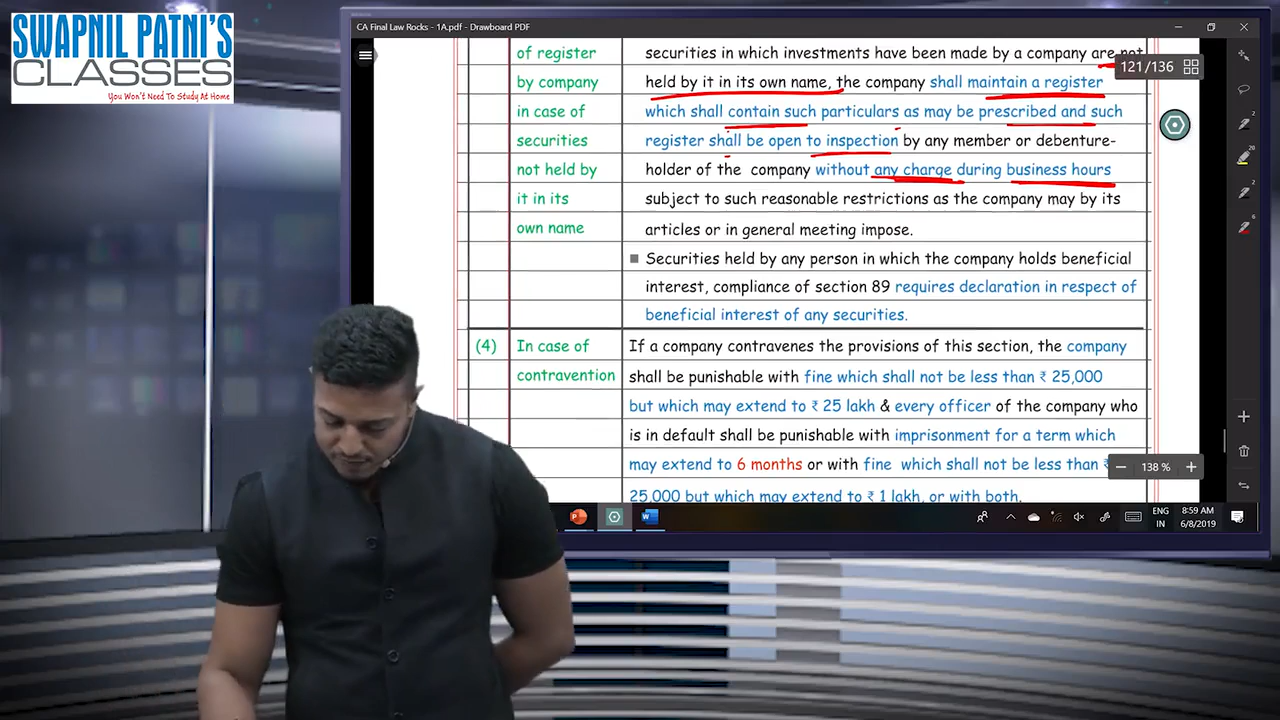 SWAPNIL PATNI'S
CLASSES
You Won't Need To Study At Home
CA Final Law Rocks - 1A.pdf - Drawboard PDF
121/136
of register
by company
in case of
securities
not held by
it in its
own name
securities in which investments have been made by a company are not
held by it in its own name, the company shall maintain a register
which shall contain such particulars as may be prescribed and such
register shall be open to inspection by any member or debenture-
holder of the company without any charge during business hours
subject to such reasonable restrictions as the company may by its
articles or in general meeting impose.
■ Securities held by any person in which the company holds beneficial
interest, compliance of section 89 requires declaration in respect of
beneficial interest of any securities.
(4) In case of
contravention
If a company contravenes the provisions of this section, the company
shall be punishable with fine which shall not be less than ₹ 25,000
but which may extend to ₹ 25 lakh & every officer of the company who
is in default shall be punishable with imprisonment for a term which
may extend to 6 months or with fine which shall not be less than ₹
25,000 but which may extend to ₹ 1 lakh, or with both.
138 %
ENG
IN
8:59 AM
6/8/2019